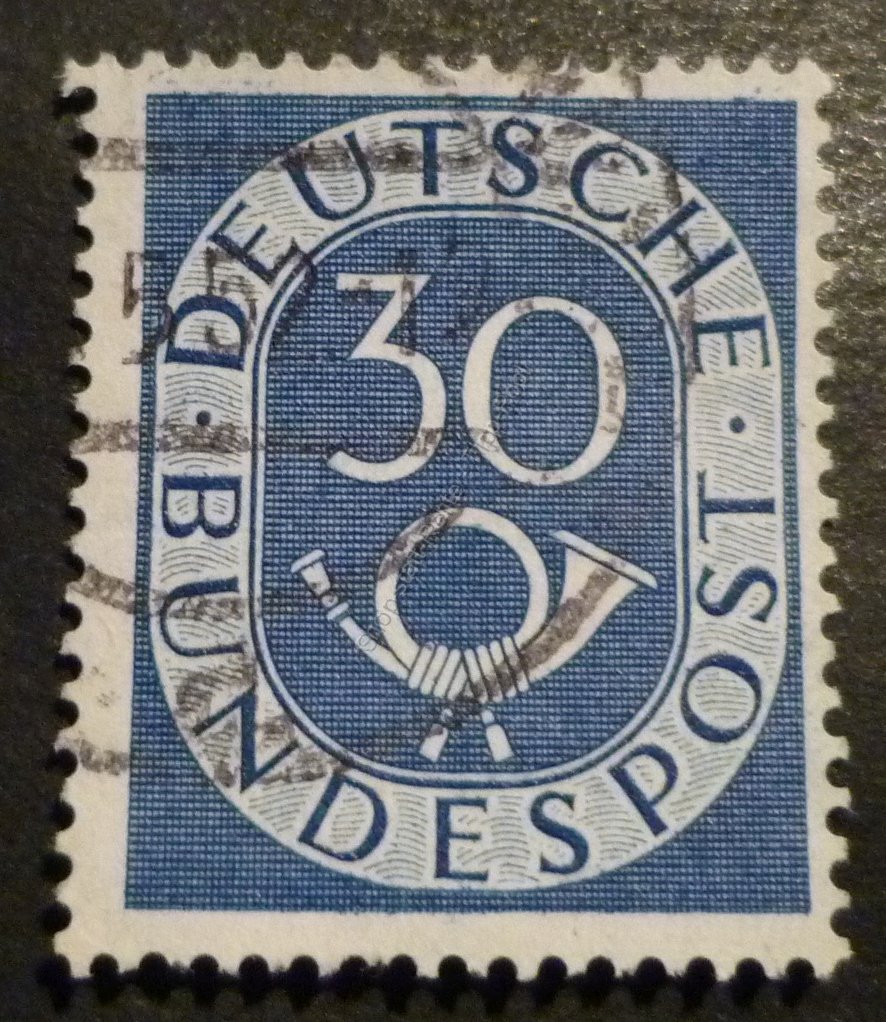 DEUTSCHE
30
· BUNDESPOST ·